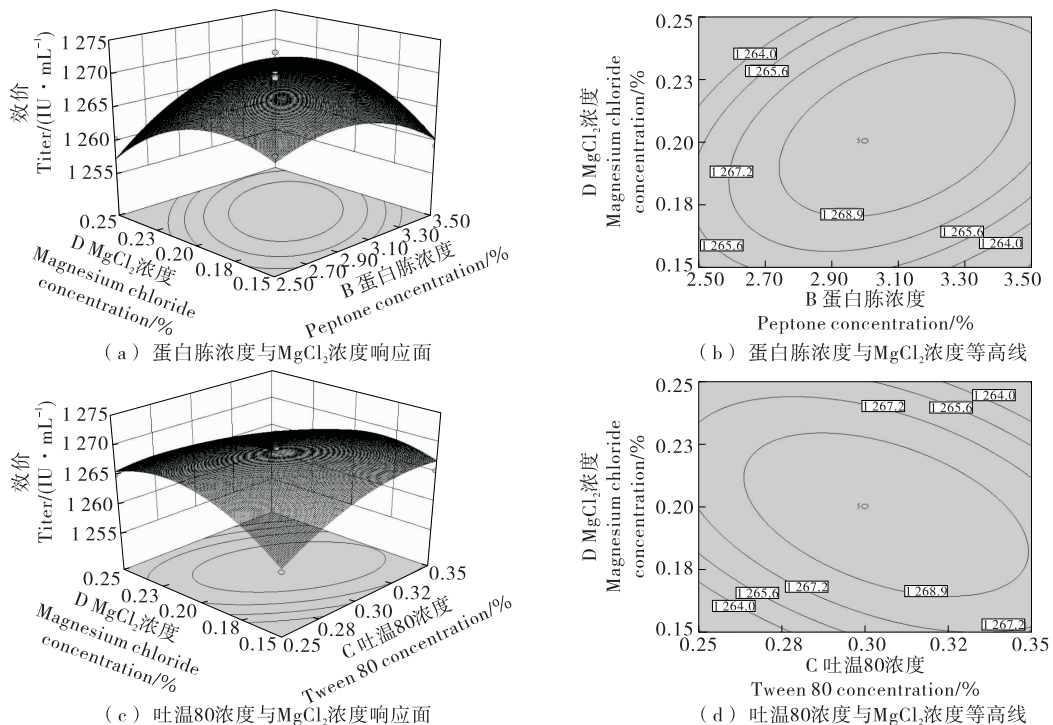 1 275
1 270
1 265
1 260
1 255
效价
Titer/(IU・mL⁻¹)
0.25
0.23
0.20
0.18
0.15
D MgCl₂浓度
Magnesium chloride
concentration/%
2.50
2.70
2.90
3.10
3.30
3.50
B 蛋白胨浓度
Peptone concentration/%
（a）蛋白胨浓度与MgCl₂浓度响应面
0.25
0.23
0.20
0.18
0.15
D MgCl₂浓度
Magnesium chloride
concentration/%
1 264.0
1 265.6
1 267.2
1 268.9
1 265.6
1 265.6
1 264.0
5
2.50
2.70
2.90
3.10
3.30
3.50
B 蛋白胨浓度
Peptone concentration/%
（b）蛋白胨浓度与MgCl₂浓度等高线
1 275
1 270
1 265
1 260
1 255
效价
Titer/(IU・mL⁻¹)
0.25
0.23
0.20
0.18
0.15
D MgCl₂浓度
Magnesium chloride
concentration/%
0.25
0.28
0.30
0.32
0.35
C 吐温80浓度
Tween 80 concentration/%
（c）吐温80浓度与MgCl₂浓度响应面
0.25
0.23
0.20
0.18
0.15
D MgCl₂浓度
Magnesium chloride
concentration/%
1 264.0
1 267.2
1 265.6
5
1 267.2
1 265.6
1 264.0
1 268.9
1 267.2
0.25
0.28
0.30
0.32
0.35
C 吐温80浓度
Tween 80 concentration/%
（d）吐温80浓度与MgCl₂浓度等高线